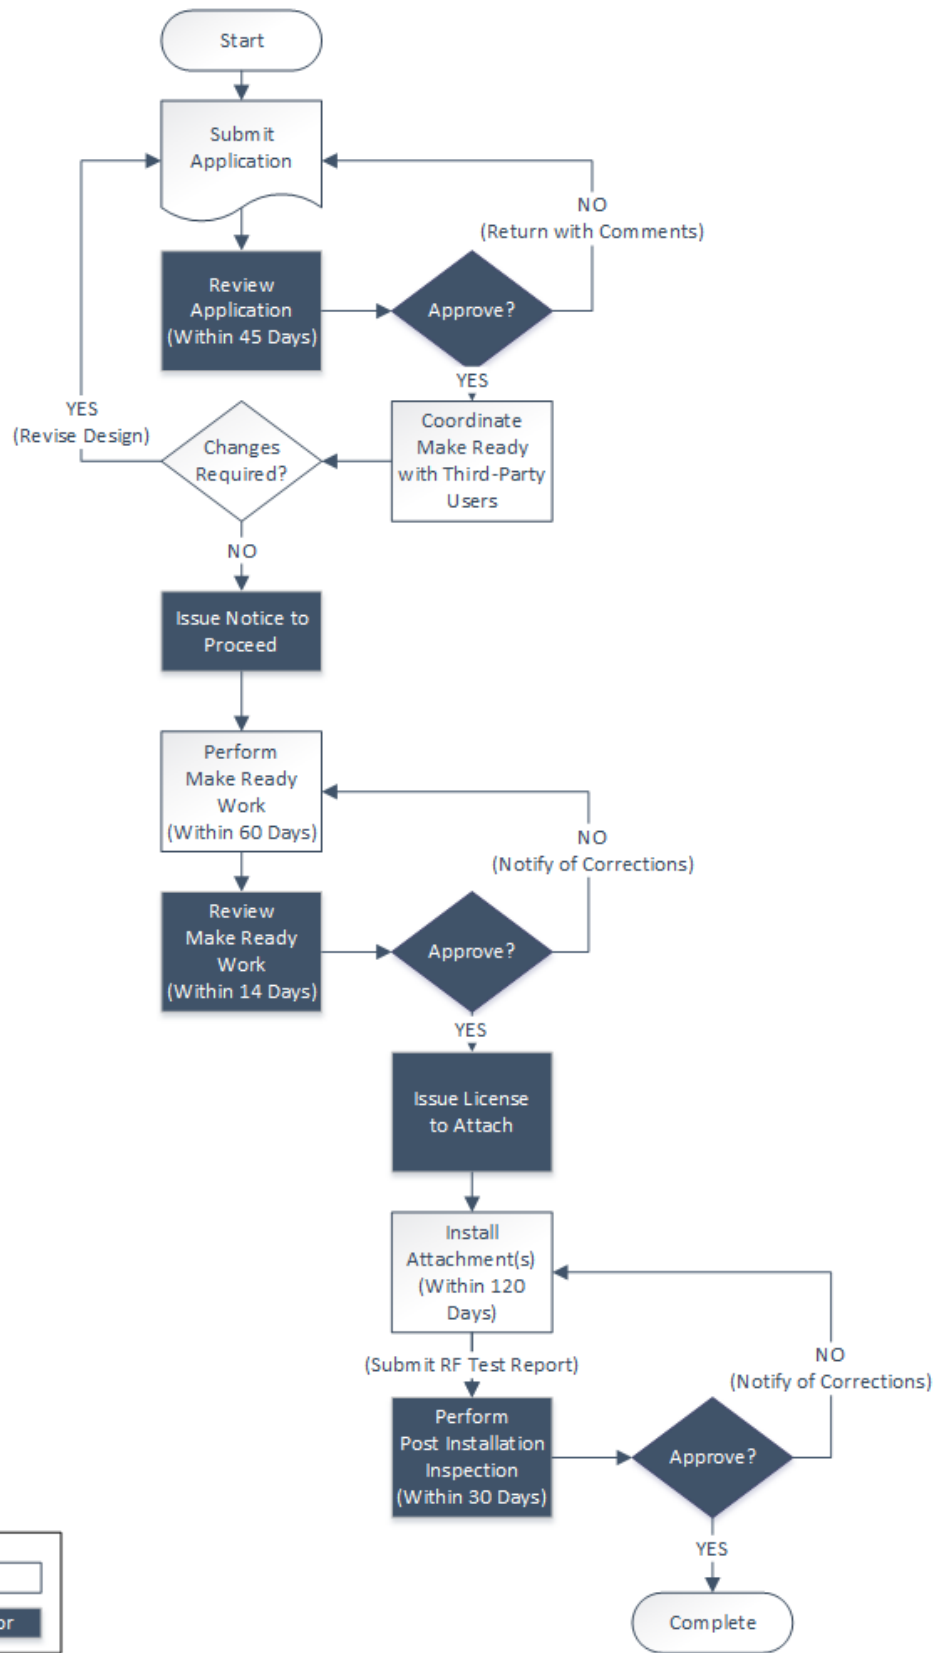 Start
Submit
Application
NO
(Return with Comments)
Review
Application
(Within 45 Days)
Approve?
YES
YES
(Revise Design)
Changes
Required?
Coordinate
Make Ready
with Third-Party
Users
NO
Issue Notice to
Proceed
Perform
Make Ready
Work
(Within 60 Days)
NO
(Notify of Corrections)
Review
Make Ready
Work
(Within 14 Days)
Approve?
YES
Issue License
to Attach
Install
Attachment(s)
(Within 120
Days)
(Submit RF Test Report)
NO
(Notify of Corrections)
Perform
Post Installation
Inspection
(Within 30 Days)
Approve?
YES
Complete